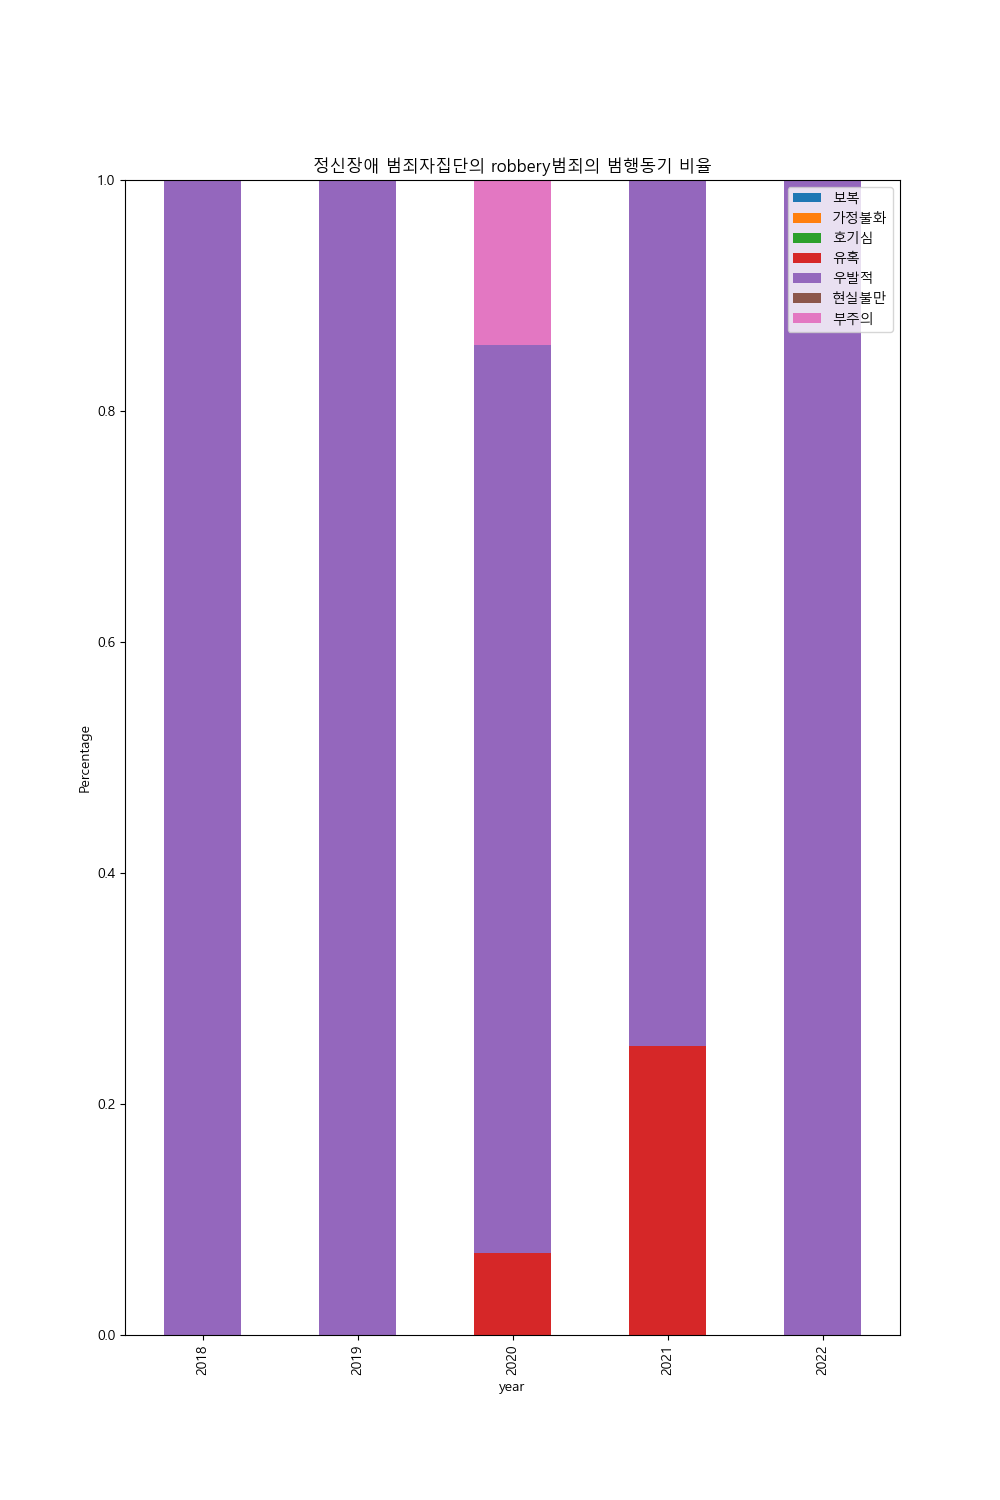 정신장애 범죄자집단의 robbery범죄의 범행동기 비율
1.0
0.8
0.6
0.4
0.2
0.0
Percentage
보복
가정불화
호기심
유혹
우발적
현실불만
부주의
2018
2019
2020
2021
2022
year